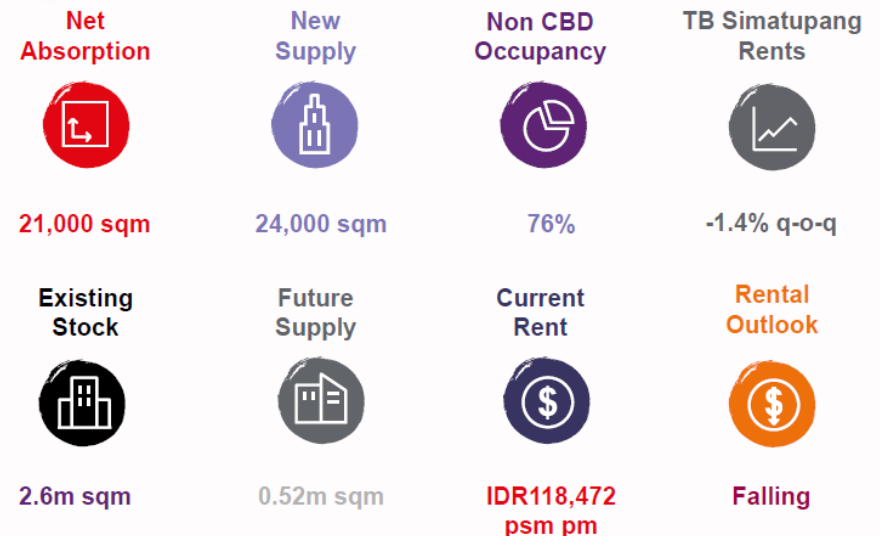 Net
Absorption
New
Supply
Non CBD
Occupancy
TB Simatupang
Rents
21,000 sqm
24,000 sqm
76%
-1.4% q-o-q
Existing
Stock
Future
Supply
Current
Rent
Rental
Outlook
$
$
2.6m sqm
0.52m sqm
IDR118,472
psm pm
Falling